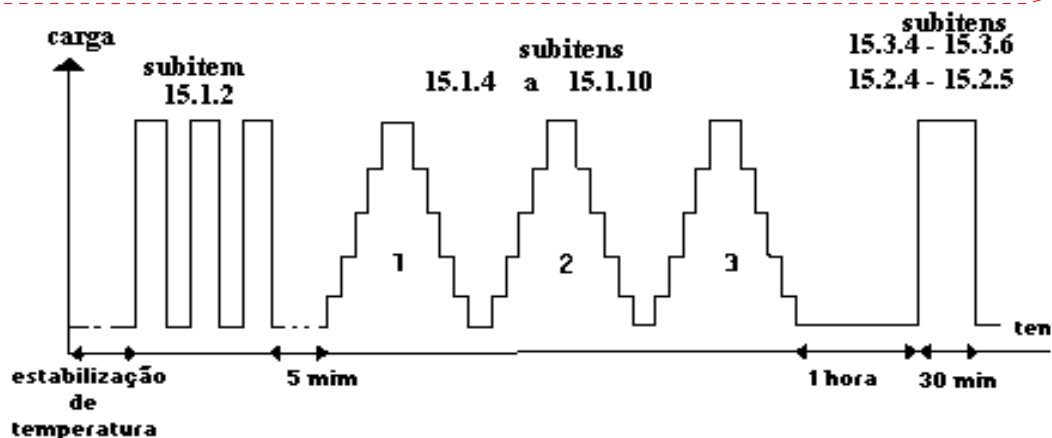 carga
subitem
15.1.2
subitens
15.1.4 a 15.1.10
subitens
15.3.4 - 15.3.6
15.2.4 - 15.2.5
1
2
3
tem
estabilização
de
temperatura
5 mim
1 hora
30 min